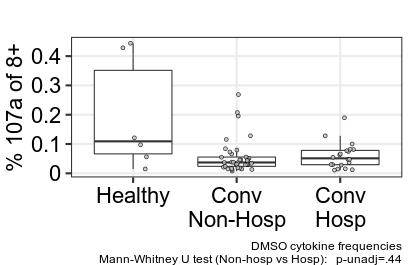 % 107a of 8+
0.4
0.3
0.2
0.1
0
Healthy
Conv
Non-Hosp
Conv
Hosp
DMSO cytokine frequencies
Mann-Whitney U test (Non-hosp vs Hosp): p-unadj=.44